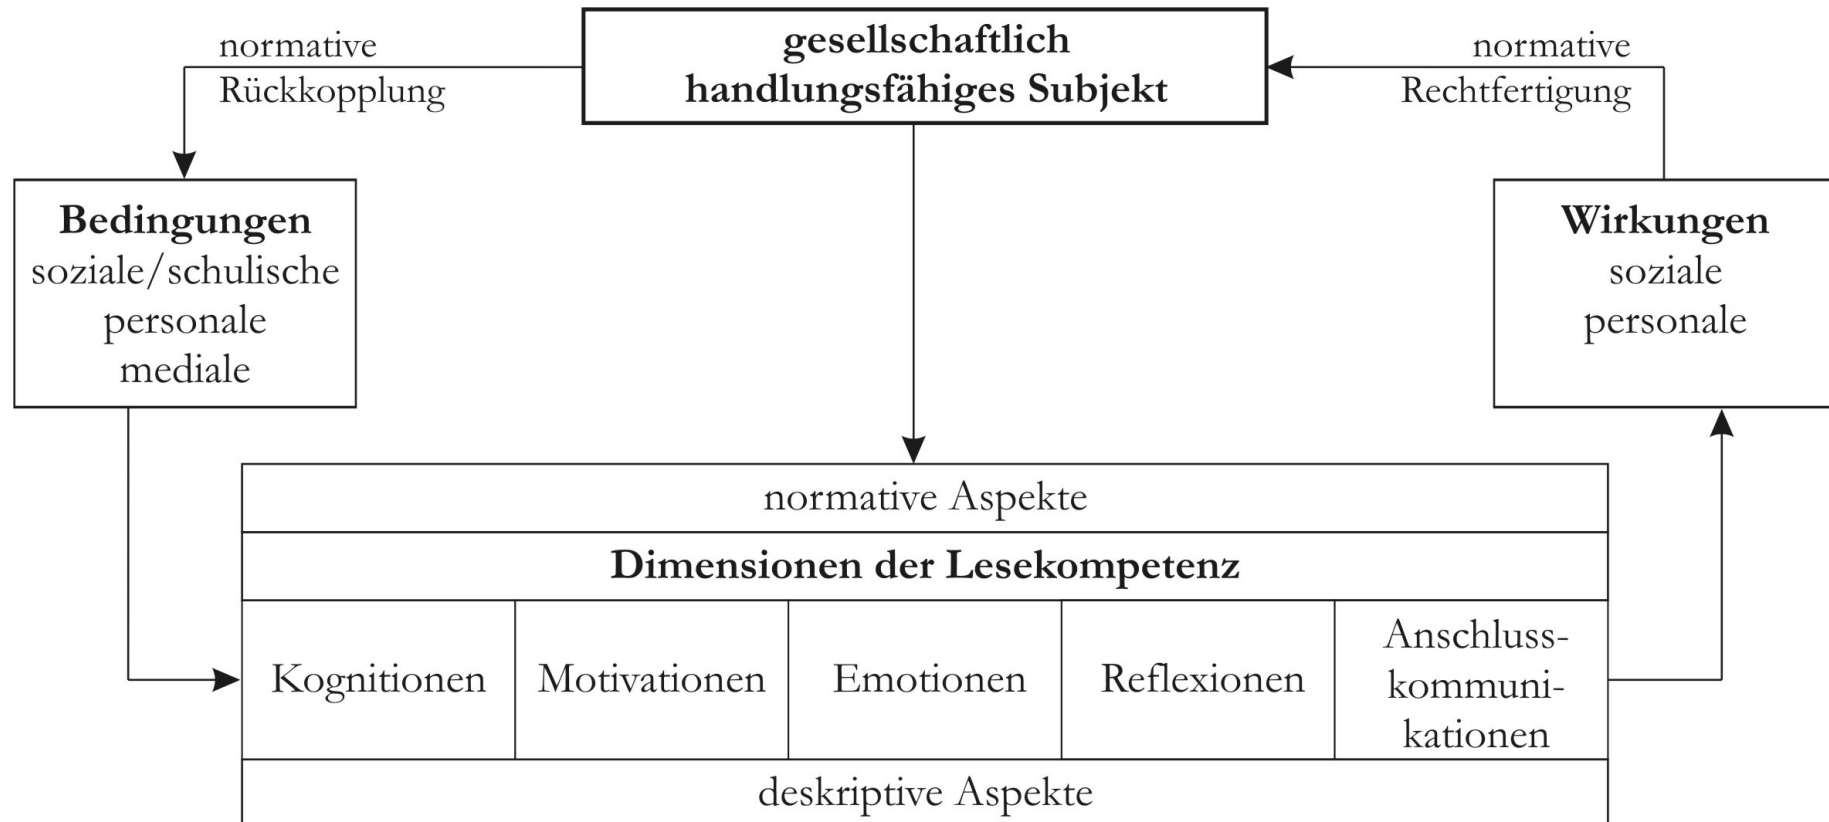 normative
Rückkopplung
gesellschaftlich
handlungsfähiges Subjekt
normative
Rechtfertigung
Bedingungen
soziale/schulische
personale
mediale
Wirkungen
soziale
personale
normative Aspekte
Dimensionen der Lesekompetenz
Kognitionen
Motivationen
Emotionen
Reflexionen
Anschluss-
kommuni-
kationen
deskriptive Aspekte